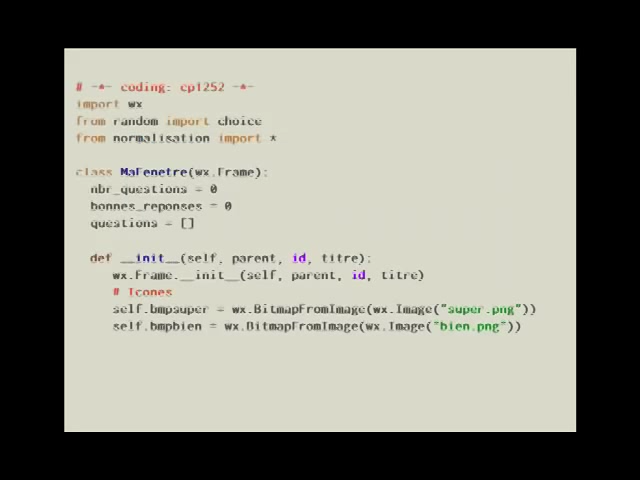 # -*- coding: cp1252 -*-
import wx
from random import choice
from normalisation import *
class MaFenetre(wx.Frame):
nbr_questions = 0
bonnes_reponses = 0
questions = []
def __init__(self, parent, id, titre):
wx.Frame.__init__(self, parent, id, titre)
# Icones
self.bmpsuper = wx.BitmapFromImage(wx.Image("super.png"))
self.bmpbien = wx.BitmapFromImage(wx.Image("bien.png"))